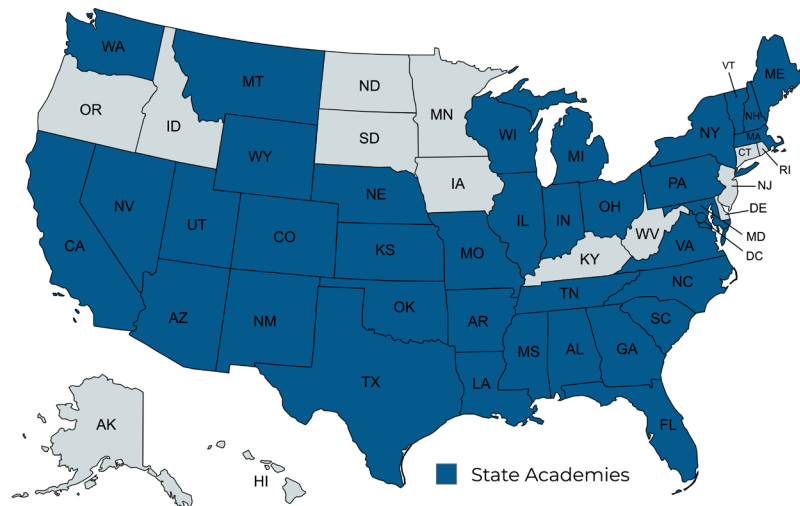 WA
MT
ND
MN
OR
ID
SD
WY
WI
MI
VT
ME
NH
NY
MA
CT
RI
NE
IA
PA
NJ
NV
UT
CO
IL
IN
OH
DE
CA
KS
MO
WV
VA
MD
DC
KY
AZ
NM
OK
AR
TN
NC
SC
TX
LA
MS
AL
GA
FL
AK
HI
State Academies